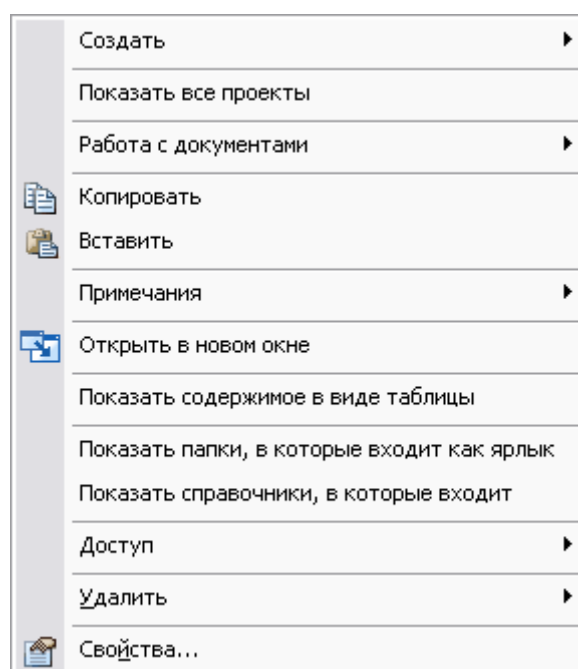 Создать
Показать все проекты
Работа с документами
Копировать
Вставить
Примечания
Открыть в новом окне
Показать содержимое в виде таблицы
Показать папки, в которые входит как ярлык
Показать справочники, в которые входит
Доступ
Удалить
Свойства...